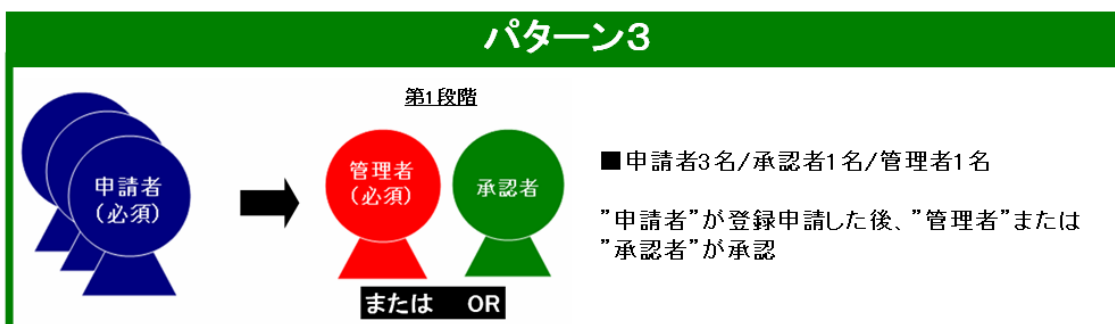 パターン3
第1段階
申請者
(必須)
管理者
(必須)
承認者
または OR
■申請者3名/承認者1名/管理者1名
”申請者”が登録申請した後、”管理者”または
”承認者”が承認